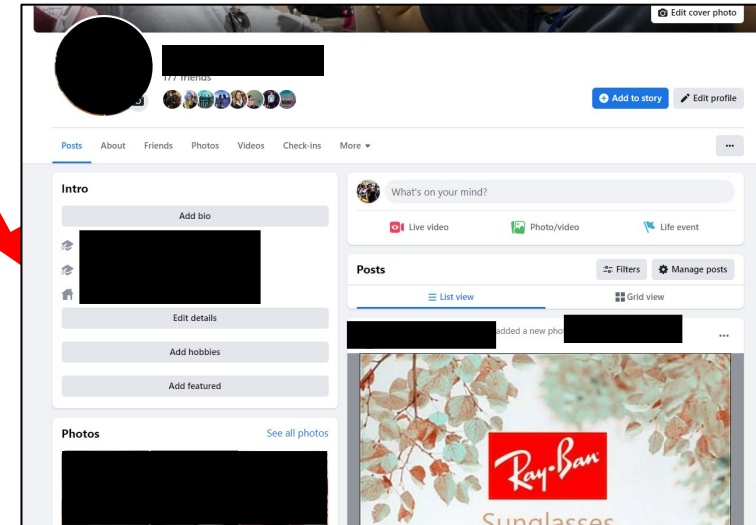 Edit cover photo
177 friends
Add to story
Edit profile
Posts About Friends Photos Videos Check-ins More
Intro
Add bio
Edit details
Add hobbies
Add featured
Photos
See all photos
What's on your mind?
Live video
Photo/video
Life event
Posts
Filters
Manage posts
List view
Grid view
added a new
Ray-Ban
Sunglasses